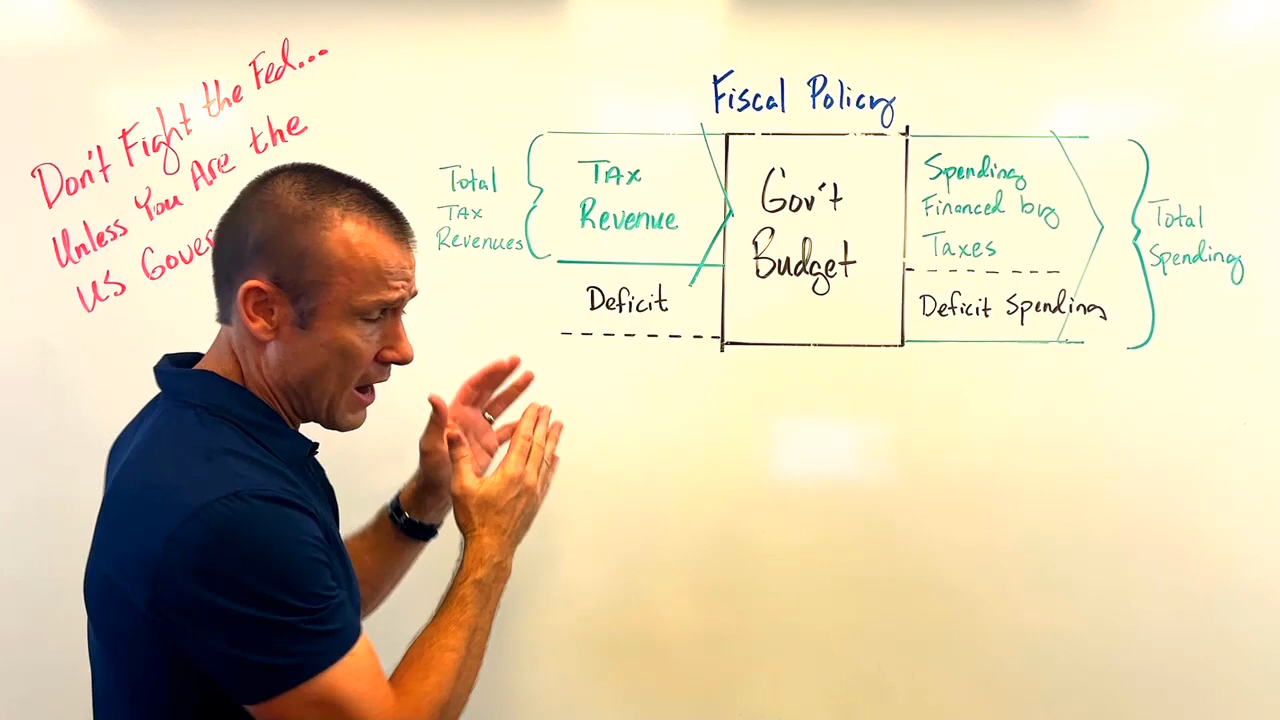 Don't Fight the Fed...
Unless You Are the
US Gover
Fiscal Policy
Total
Tax
Revenues
Tax
Revenue
Deficit
Gov't
Budget
Spending
Financed by
Taxes
Deficit Spending
Total
Spending